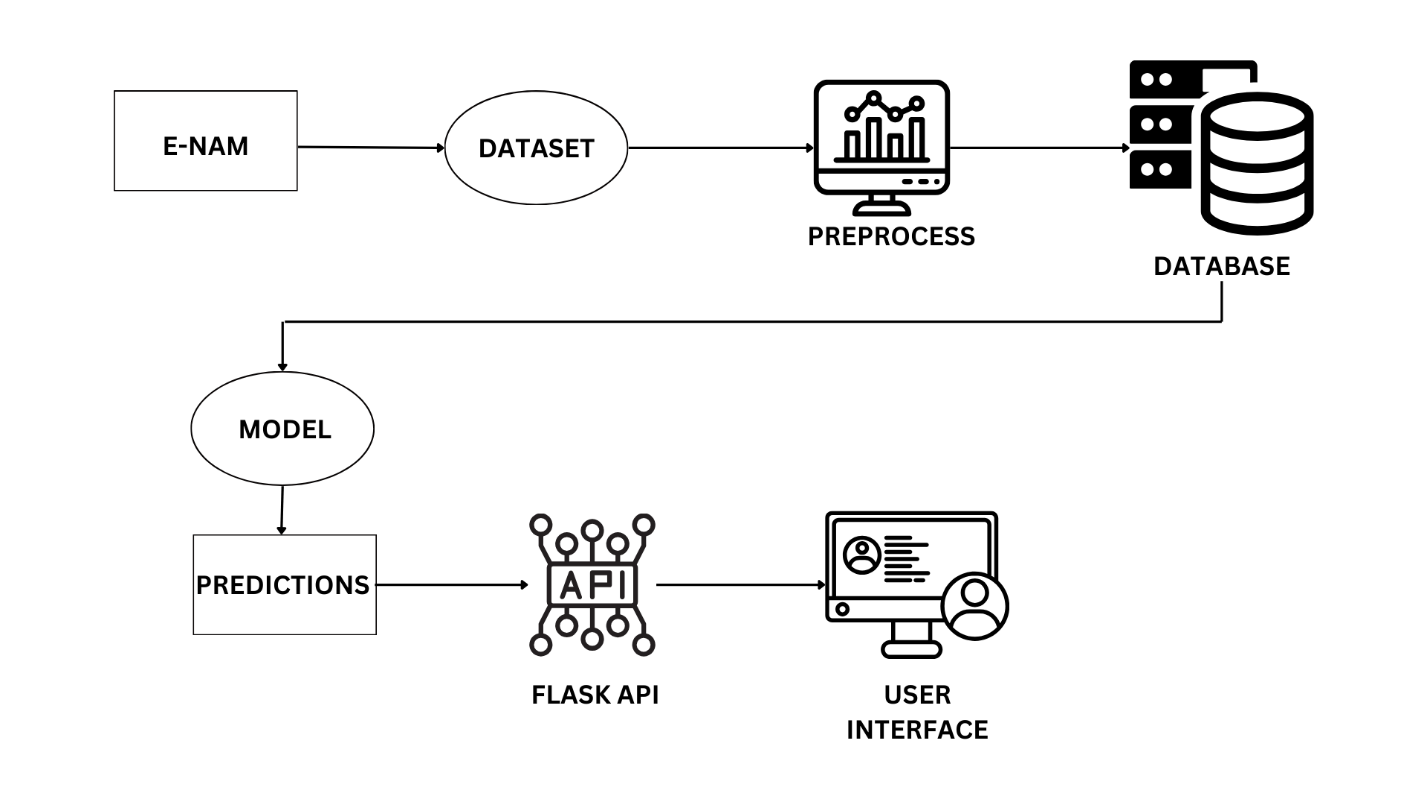 E-NAM
DATASET
PREPROCESS
DATABASE
MODEL
PREDICTIONS
API
FLASK API
USER
INTERFACE